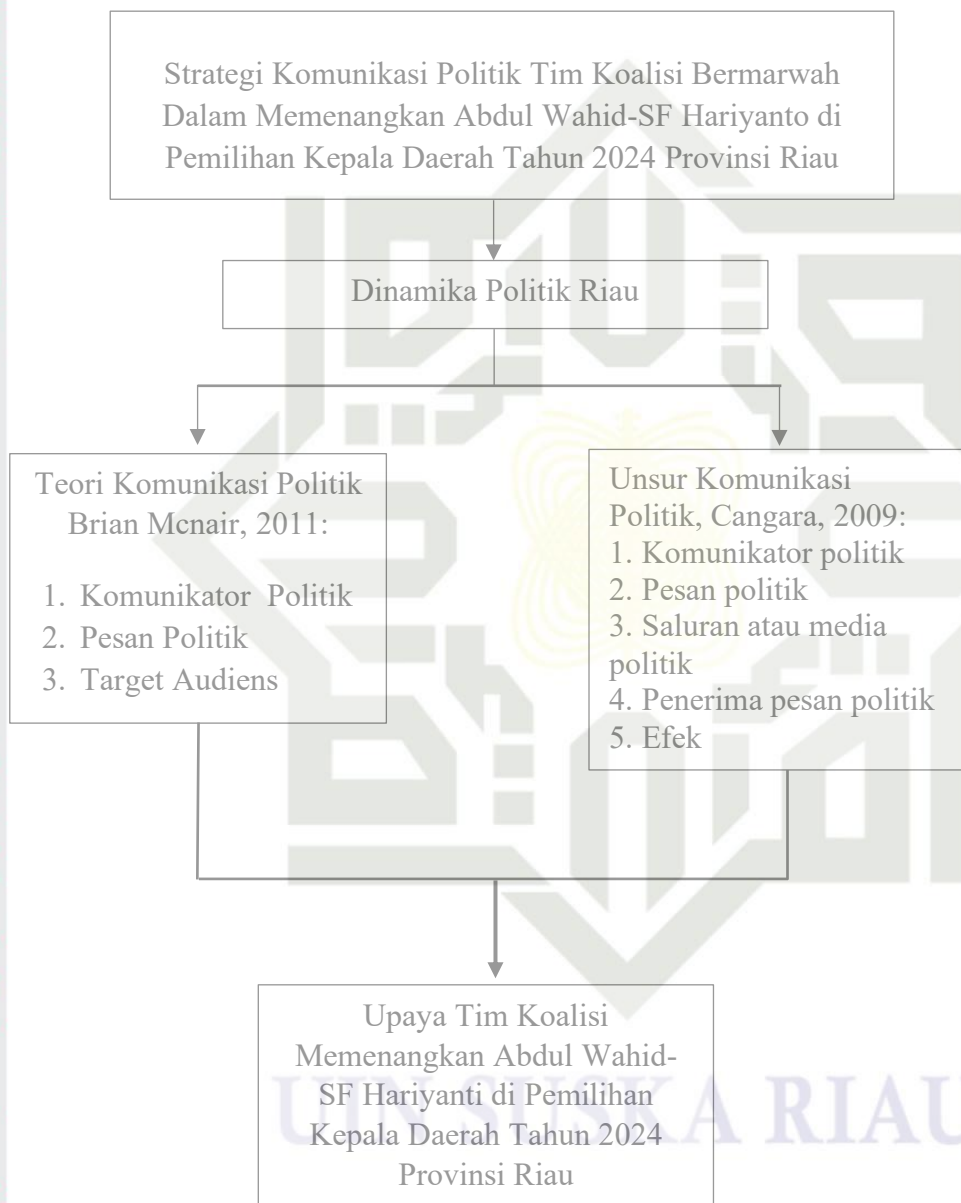 Strategi Komunikasi Politik Tim Koalisi Bermarwah
Dalam Memenangkan Abdul Wahid-SF Hariyanto di
Pemilihan Kepala Daerah Tahun 2024 Provinsi Riau
Dinamika Politik Riau
Teori Komunikasi Politik
Brian Mcnair, 2011:
1. Komunikator Politik
2. Pesan Politik
3. Target Audiens
Unsur Komunikasi
Politik, Cangara, 2009:
1. Komunikator politik
2. Pesan politik
3. Saluran atau media
politik
4. Penerima pesan politik
5. Efek
Upaya Tim Koalisi
Memenangkan Abdul Wahid-
SF Hariyanti di Pemilihan
Kepala Daerah Tahun 2024
Provinsi Riau
UIN SUSKA RIAU